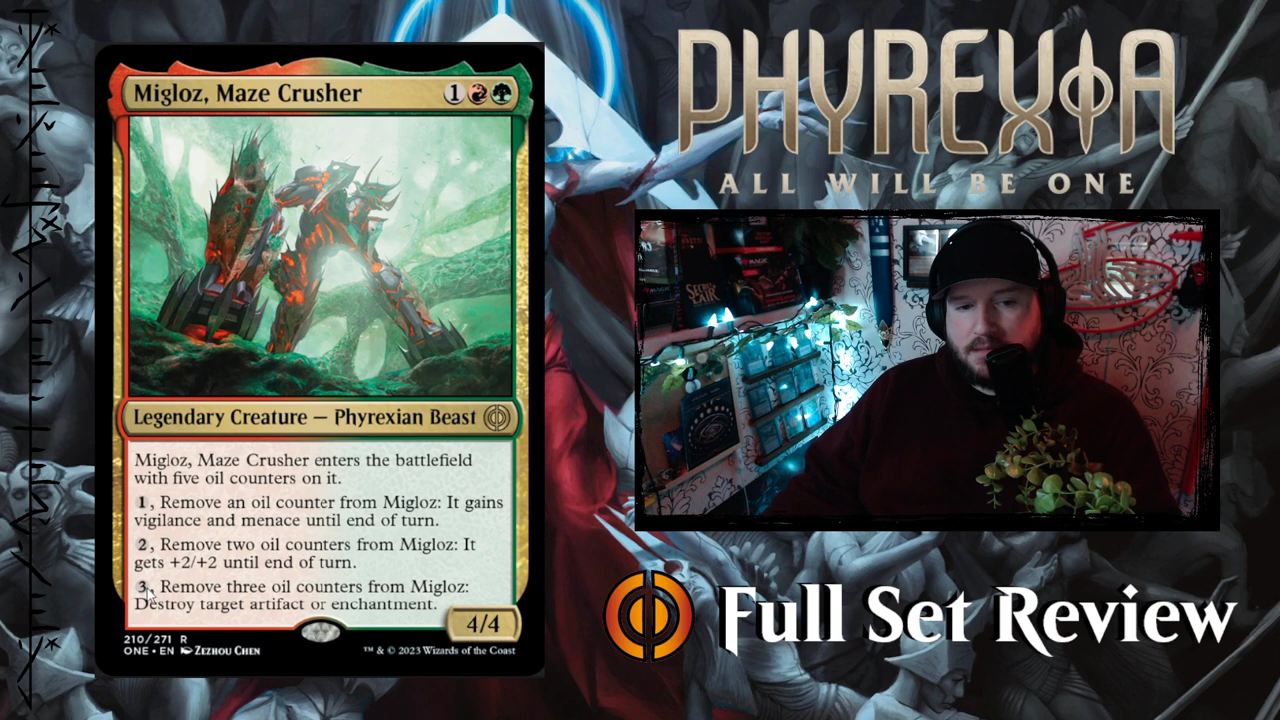 Migloz, Maze Crusher 1
Legendary Creature — Phyrexian Beast
Migloz, Maze Crusher enters the battlefield
with five oil counters on it.
1, Remove an oil counter from Migloz: It gains
vigilance and menace until end of turn.
2, Remove two oil counters from Migloz: It
gets +2/+2 until end of turn.
3, Remove three oil counters from Migloz:
Destroy target artifact or enchantment.
4/4
210/271 R
ONE • EN ZEZHOU CHEN
™ & © 2023 Wizards of the Coast
PHYREXIA
ALL WILL BE ONE
SECRET
LAIR
Full Set Review